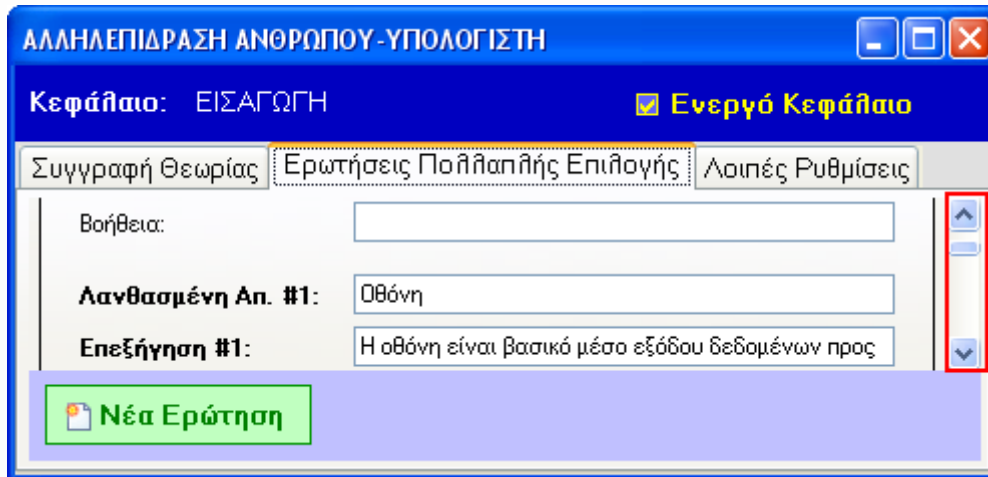 ΑΛΛΗΛΕΠΙΔΡΑΣΗ ΑΝΘΡΩΠΟΥ-ΥΠΟΛΟΓΙΣΤΗ
Κεφάλαιο: ΕΙΣΑΓΩΓΗ Ενεργό Κεφάλαιο
Συγγραφή Θεωρίας Ερωτήσεις Πολλαπλής Επιλογής Λοιπές Ρυθμίσεις
Βοήθεια:
Λανθασμένη Απ. #1: Οθόνη
Επεξήγηση #1: Η οθόνη είναι βασικό μέσο εξόδου δεδομένων προς
Νέα Ερώτηση